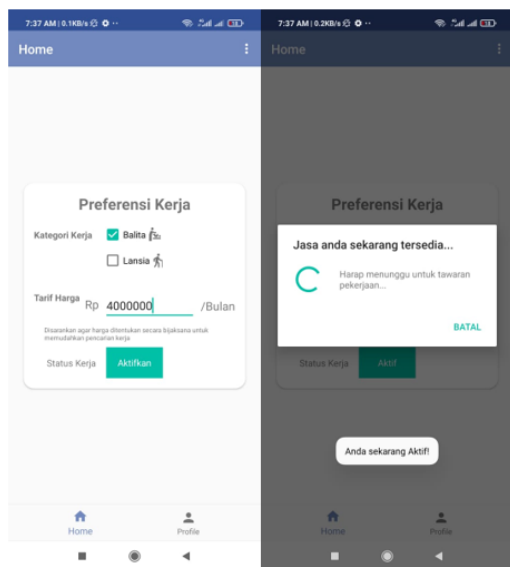 7:37 AM | 0.1KB/s
Home
Preferensi Kerja
Kategori Kerja
Balita
Lansia
Tarif Harga Rp 4000000 /Bulan
Disarankan agar harga ditentukan secara bijaksana untuk
memudahkan pencarian kerja
Status Kerja Aktifkan
Home Profile
7:37 AM | 0.2KB/s
Home
Preferensi Kerja
Jasa anda sekarang tersedia...
Harap menunggu untuk tawaran
pekerjaan...
BATAL
Status Kerja Aktif
Anda sekarang Aktif!
Home Profile